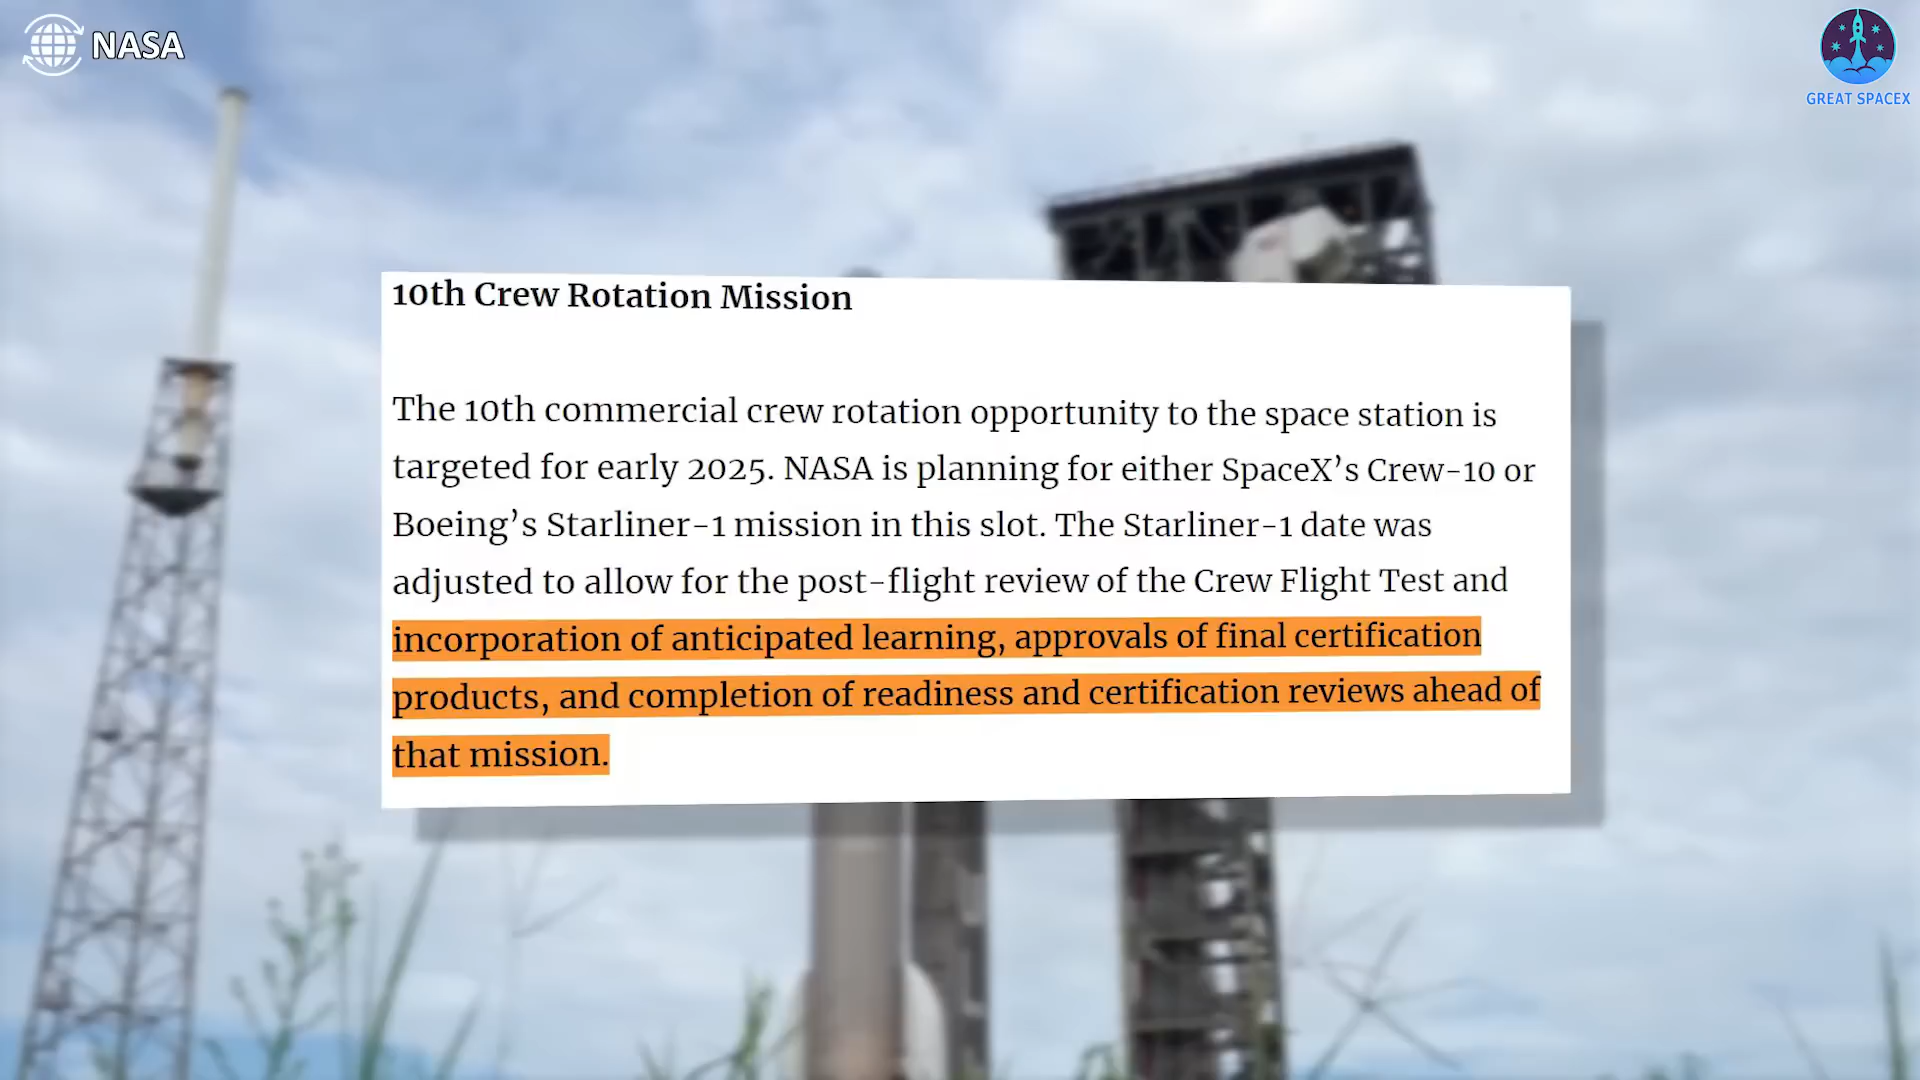 NASA
GREAT SPACEX
10th Crew Rotation Mission
The 10th commercial crew rotation opportunity to the space station is
targeted for early 2025. NASA is planning for either SpaceX’s Crew-10 or
Boeing’s Starliner-1 mission in this slot. The Starliner-1 date was
adjusted to allow for the post-flight review of the Crew Flight Test and
incorporation of anticipated learning, approvals of final certification
products, and completion of readiness and certification reviews ahead of
that mission.